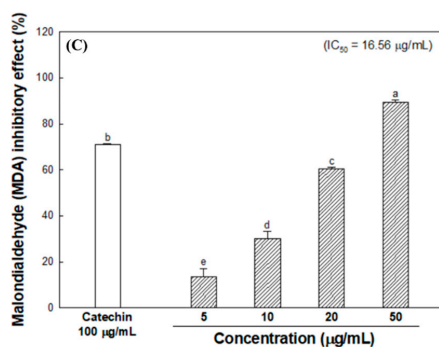 (C)
(IC50 = 16.56 μg/mL)
Malondialdehyde (MDA) inhibitory effect (%)
120
100
80
60
40
20
0
b
e
d
c
a
Catechin
100 μg/mL
5 10 20 50
Concentration (μg/mL)